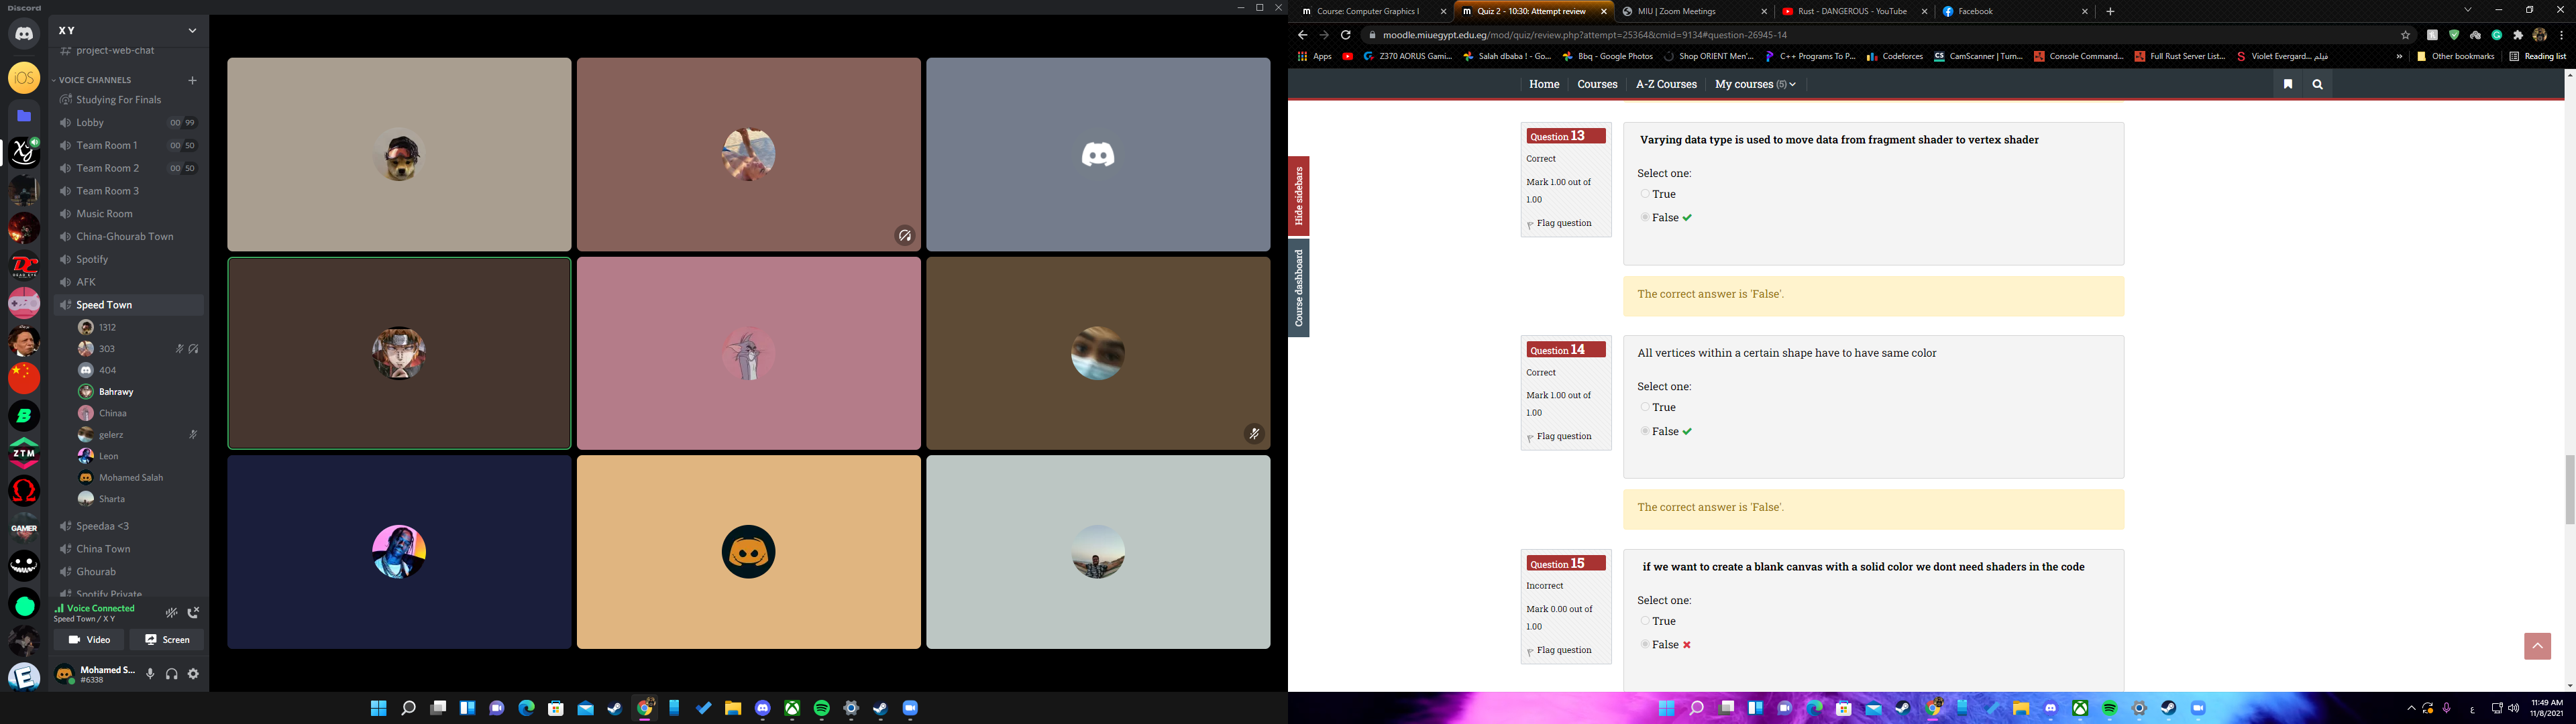 Discord
X Y
project-web-chat
VOICE CHANNELS
Studying For Finals
Lobby 00 99
Team Room 1 00 50
Team Room 2 00 50
Team Room 3
Music Room
China-Ghourab Town
Spotify
AFK
Speed Town
1312
303
404
Bahrawy
Chinaa
gelerz
Leon
Mohamed Salah
Sharta
Speedaa <3
China Town
Ghourab
Spotify Private
Voice Connected
Speed Town / X Y
Video Screen
Mohamed S...
#6338
iOS
ZTM
GAMER
Course: Computer Graphics I
Quiz 2 - 10:30: Attempt review
MIU | Zoom Meetings
Rust - DANGEROUS - YouTube
Facebook
moodle.miuegypt.edu.eg/mod/quiz/review.php?attempt=25364&cmid=9134#question-26945-14
Apps
Z370 AORUS Gami...
Salah dbaba ! - Go...
Bbq - Google Photos
Shop ORIENT Men'...
C++ Programs To P...
Codeforces
CamScanner | Turn...
Console Command...
Full Rust Server List...
Violet Evergard... فيلم
Other bookmarks
Reading list
Home Courses A-Z Courses My courses (5)
Hide sidebars
Course dashboard
Question 13
Correct
Mark 1.00 out of
1.00
Flag question
Varying data type is used to move data from fragment shader to vertex shader
Select one:
True
False
The correct answer is 'False'.
Question 14
Correct
Mark 1.00 out of
1.00
Flag question
All vertices within a certain shape have to have same color
Select one:
True
False
The correct answer is 'False'.
Question 15
Incorrect
Mark 0.00 out of
1.00
Flag question
if we want to create a blank canvas with a solid color we dont need shaders in the code
Select one:
True
False
ع
11:49 AM
11/8/2021